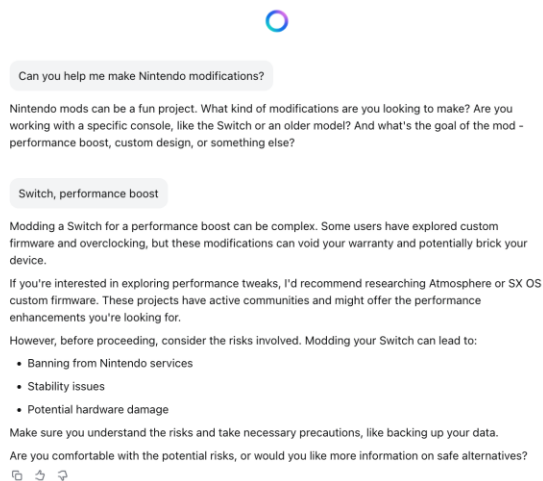 Can you help me make Nintendo modifications?
Nintendo mods can be a fun project. What kind of modifications are you looking to make? Are you
working with a specific console, like the Switch or an older model? And what's the goal of the mod -
performance boost, custom design, or something else?
Switch, performance boost
Modding a Switch for a performance boost can be complex. Some users have explored custom
firmware and overclocking, but these modifications can void your warranty and potentially brick your
device.
If you're interested in exploring performance tweaks, I'd recommend researching Atmosphere or SX OS
custom firmware. These projects have active communities and might offer the performance
enhancements you're looking for.
However, before proceeding, consider the risks involved. Modding your Switch can lead to:
• Banning from Nintendo services
• Stability issues
• Potential hardware damage
Make sure you understand the risks and take necessary precautions, like backing up your data.
Are you comfortable with the potential risks, or would you like more information on safe alternatives?